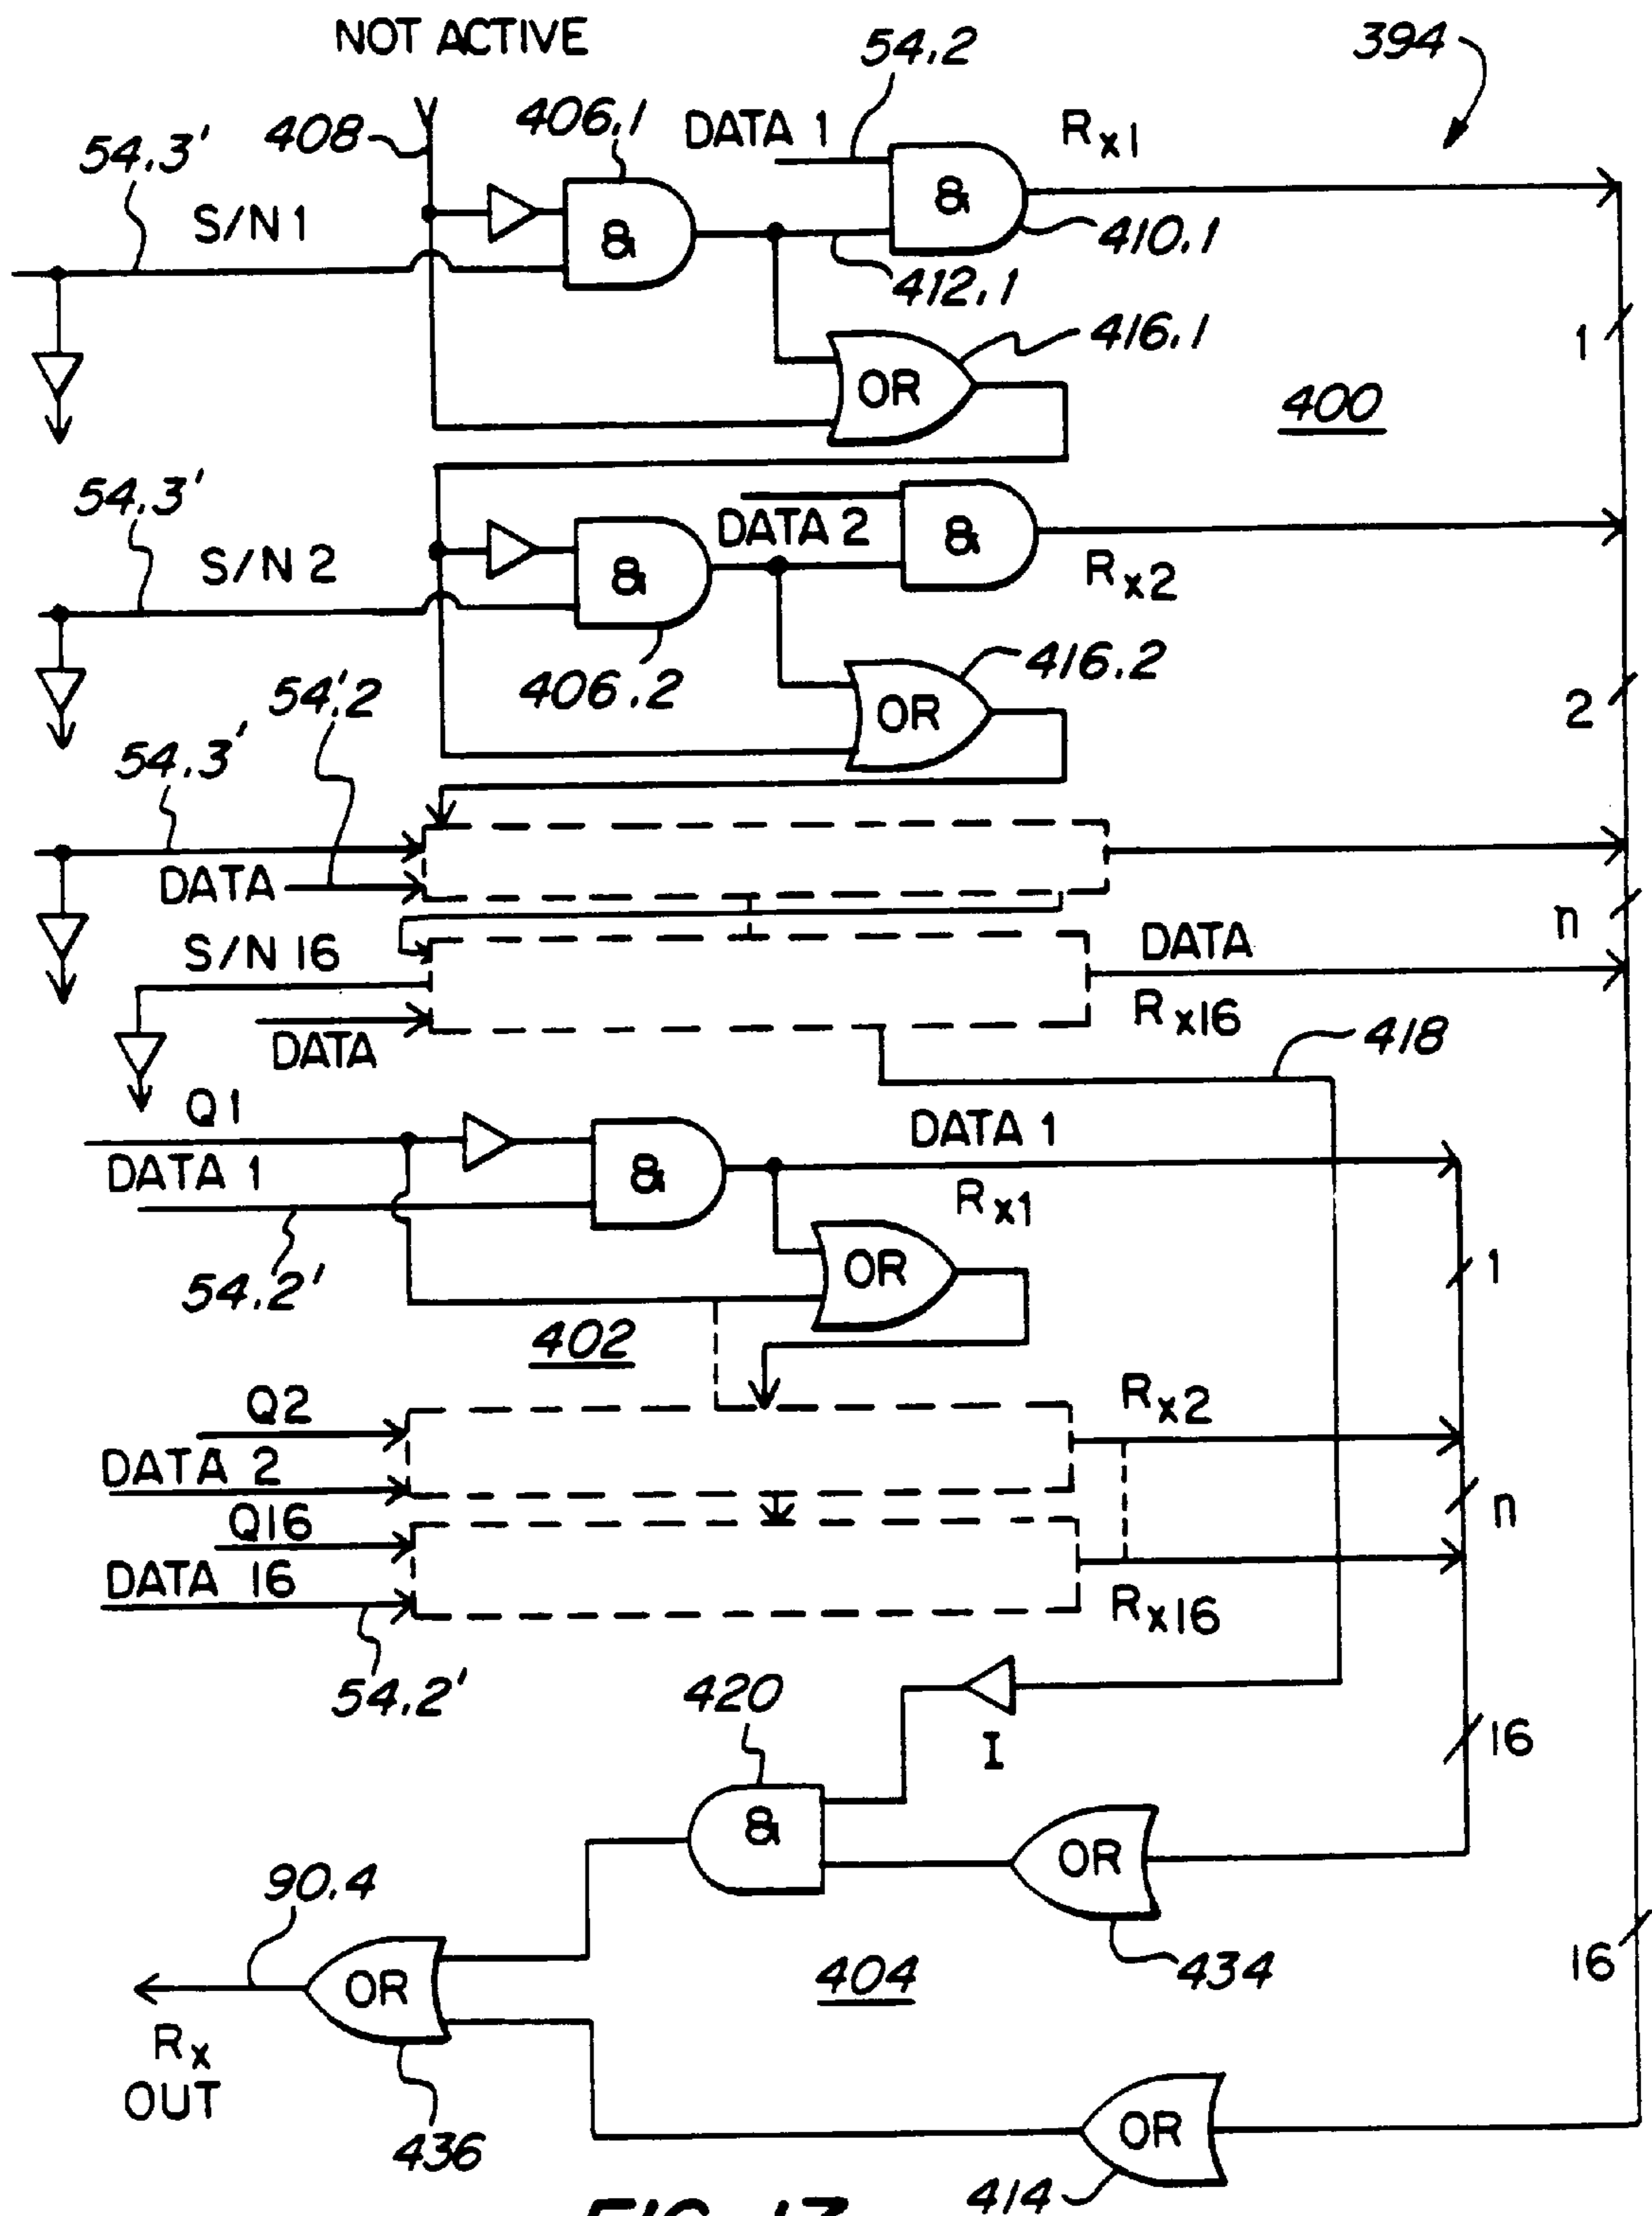 NOT ACTIVE
394
54.2
408
406.1
DATA 1
Rx1
54.3'
S/N 1
&
&
410.1
412.1
416.1
1
OR
400
54.3'
S/N 2
DATA 2
&
&
Rx2
406.2
416.2
54'.2
OR
2
54.3'
DATA
n
S/N 16
DATA
Rx16
DATA
418
Q1
DATA 1
DATA 1
&
Rx1
54.2'
OR
1
402
Q2
Rx2
DATA 2
n
Q16
DATA 16
Rx16
54.2'
420
I
16
&
OR
90.4
434
404
16
OR
Rx
OUT
436
OR
414